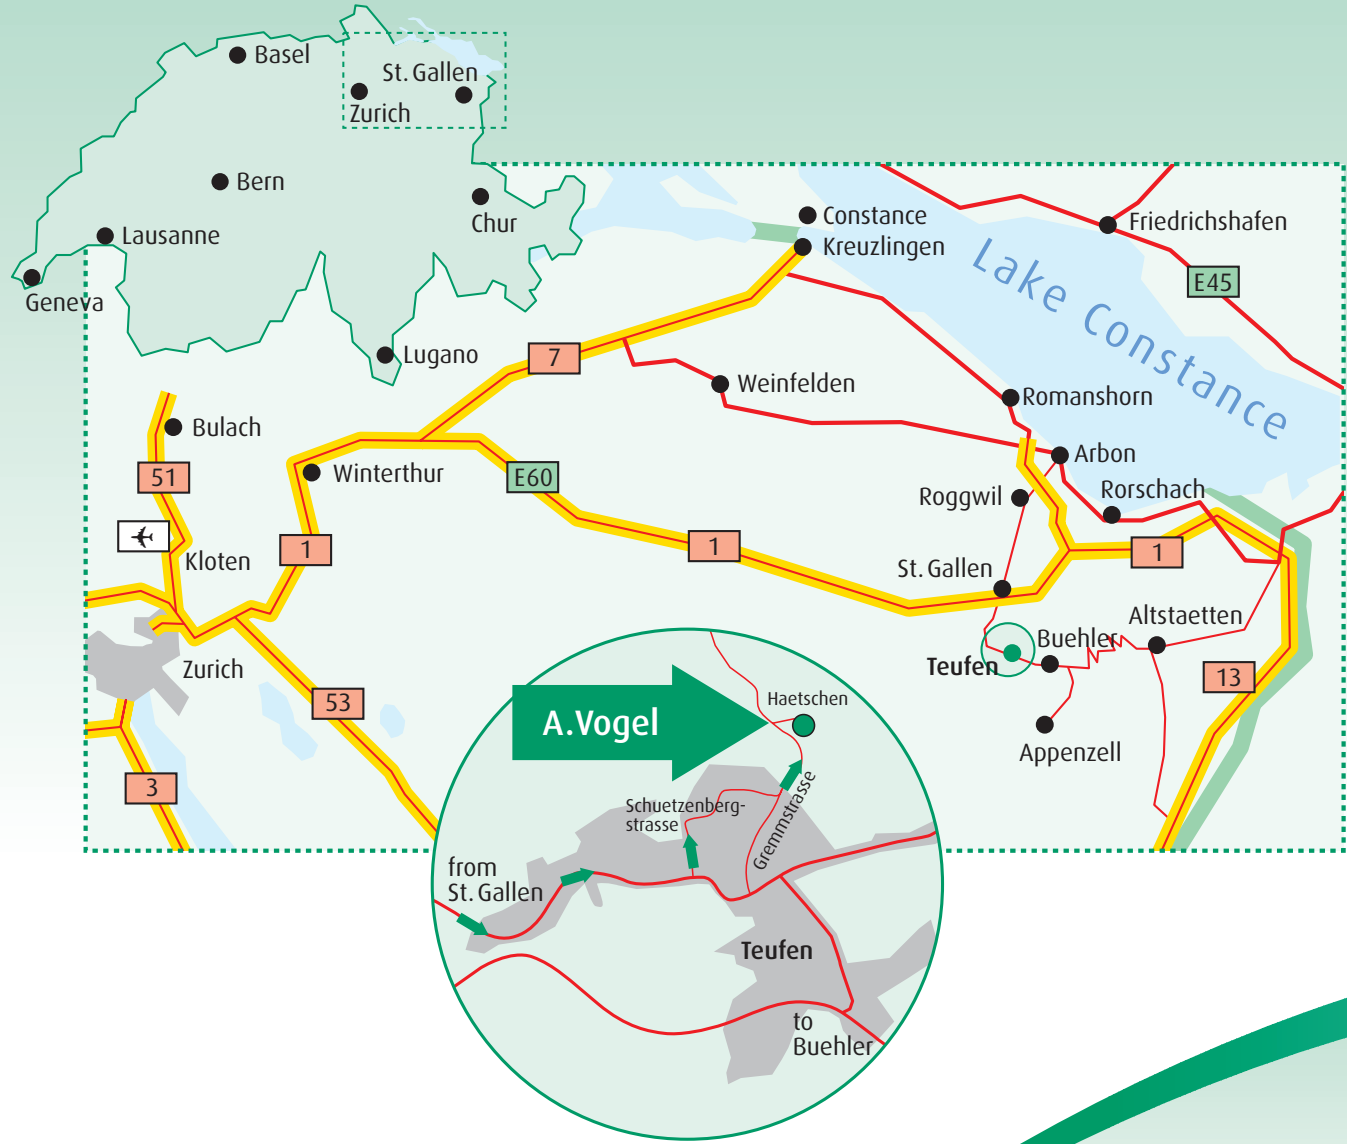 Basel
St. Gallen
Zurich
Bern
Chur
Lausanne
Geneva
Lugano
Constance
Kreuzlingen
Friedrichshafen
E45
Lake Constance
7
Weinfelden
Romanshorn
Bulach
Winterthur
Arbon
51
E60
Roggwil
Rorschach
Kloten
1
1
1
St. Gallen
Altstaetten
Buehler
Teufen
Zurich
13
53
Appenzell
3
A.Vogel
Haetschen
Schuetzenberg-
strasse
Gremmstrasse
from
St. Gallen
Teufen
to
Buehler